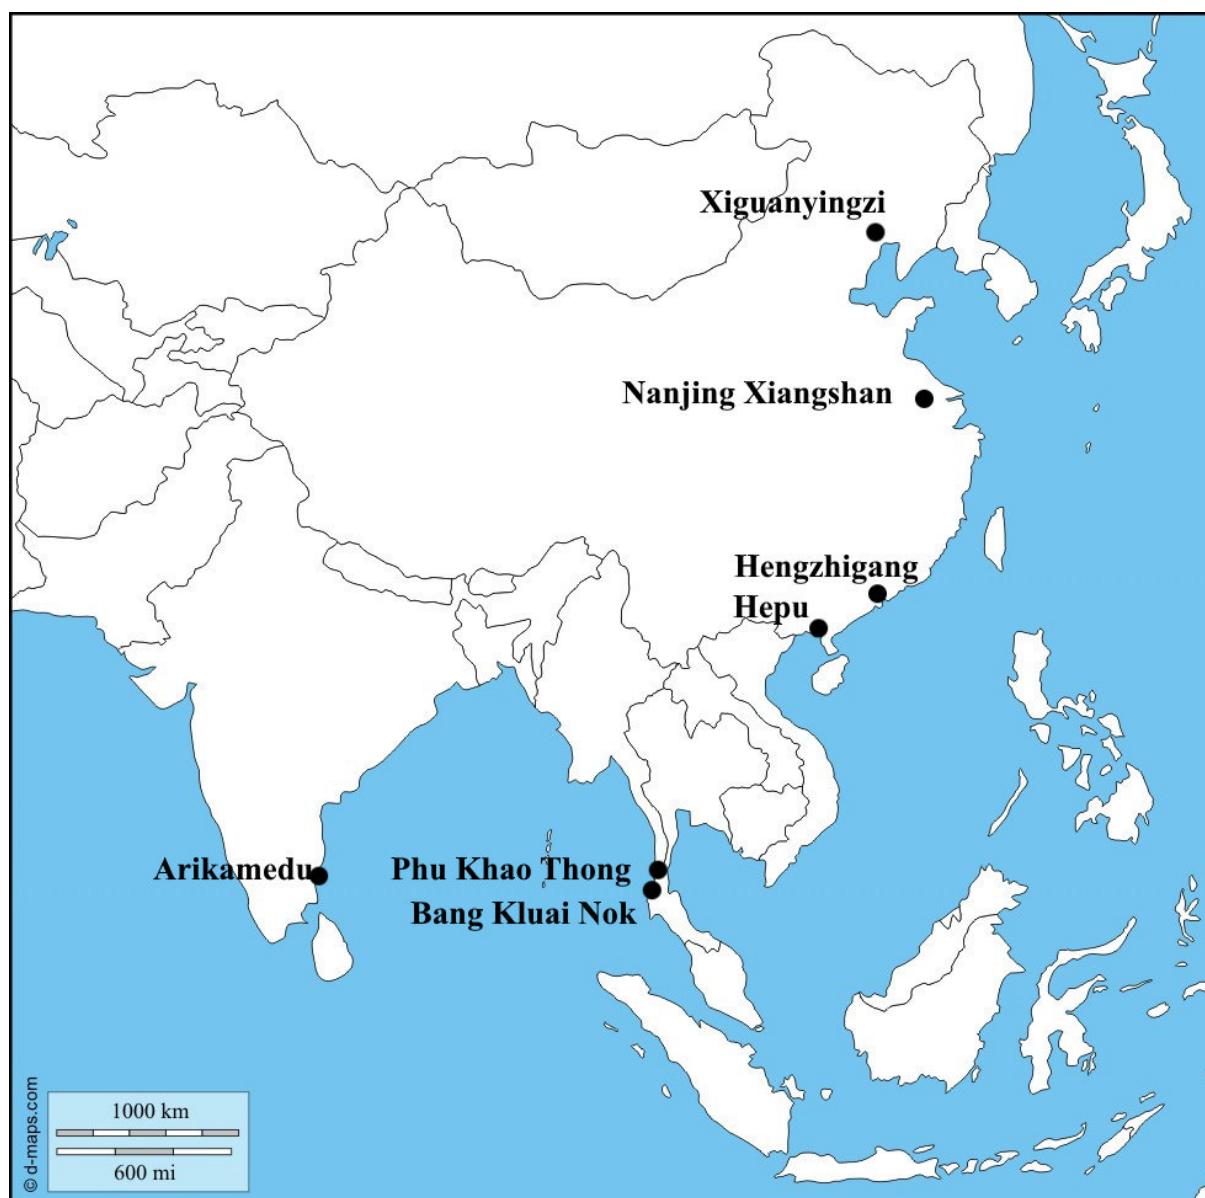 Xiguanyingzi
Nanjing Xiangshan
Hengzhigang
Hepu
Arikamedu
Phu Khao Thong
Bang Kluai Nok
© d-maps.com
1000 km
600 mi